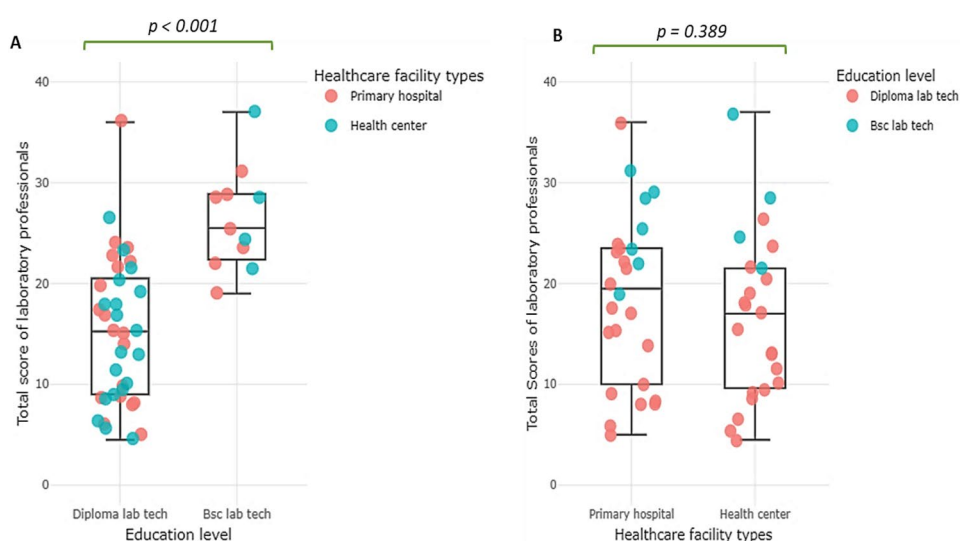 A
p < 0.001
Healthcare facility types
Primary hospital
Health center
Total score of laboratory professionals
40
30
20
10
0
Diploma lab tech
Bsc lab tech
Education level
B
p = 0.389
Education level
Diploma lab tech
Bsc lab tech
Total Scores of laboratory professionals
40
30
20
10
0
Primary hospital
Health center
Healthcare facility types